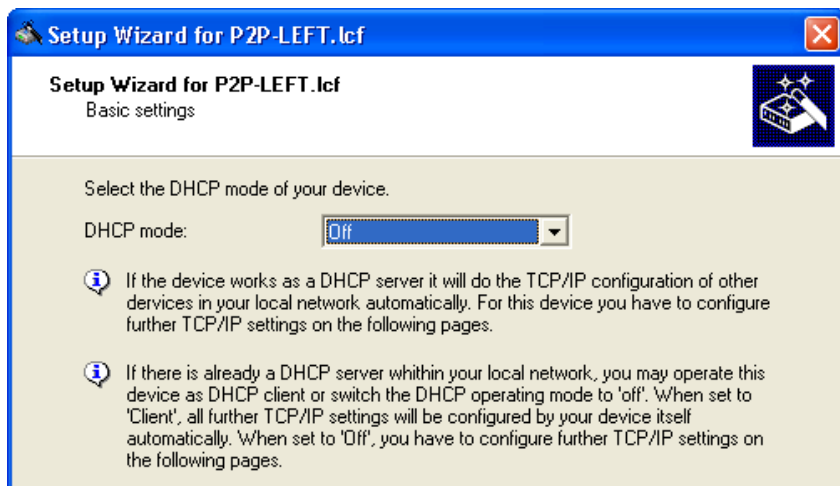 Setup Wizard for P2P-LEFT.lcf
Setup Wizard for P2P-LEFT.lcf
Basic settings
Select the DHCP mode of your device.
DHCP mode:
Off
If the device works as a DHCP server it will do the TCP/IP configuration of other
dervices in your local network automatically. For this device you have to configure
further TCP/IP settings on the following pages.
If there is already a DHCP server whithin your local network, you may operate this
device as DHCP client or switch the DHCP operating mode to 'off'. When set to
'Client', all further TCP/IP settings will be configured by your device itself
automatically. When set to 'Off', you have to configure further TCP/IP settings on
the following pages.